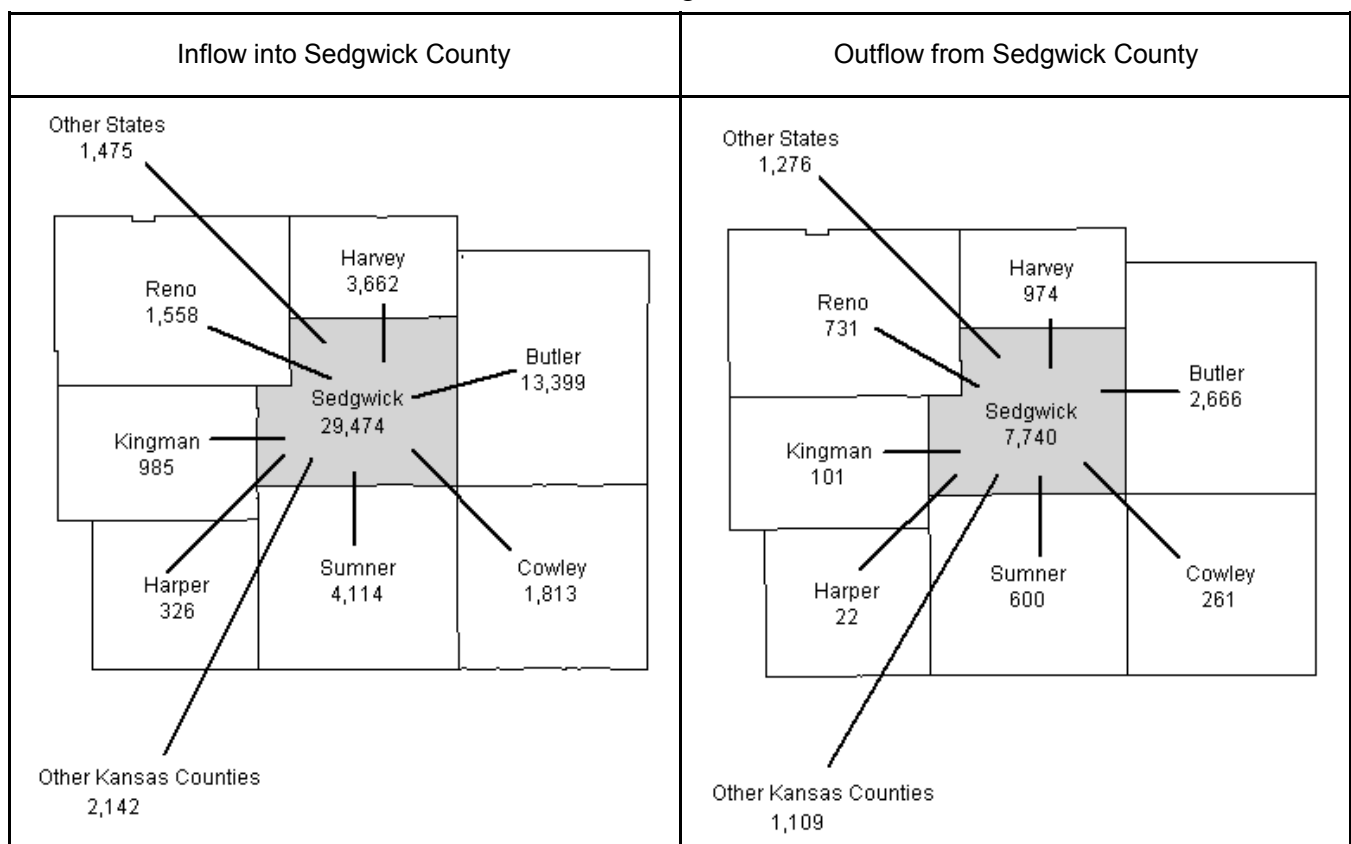 Inflow into Sedgwick County
Outflow from Sedgwick County
Other States
1,475
Harvey
3,662
Reno
1,558
Butler
13,399
Sedgwick
29,474
Kingman
985
Harper
326
Sumner
4,114
Cowley
1,813
Other Kansas Counties
2,142
Other States
1,276
Harvey
974
Reno
731
Butler
2,666
Sedgwick
7,740
Kingman
101
Harper
22
Sumner
600
Cowley
261
Other Kansas Counties
1,109